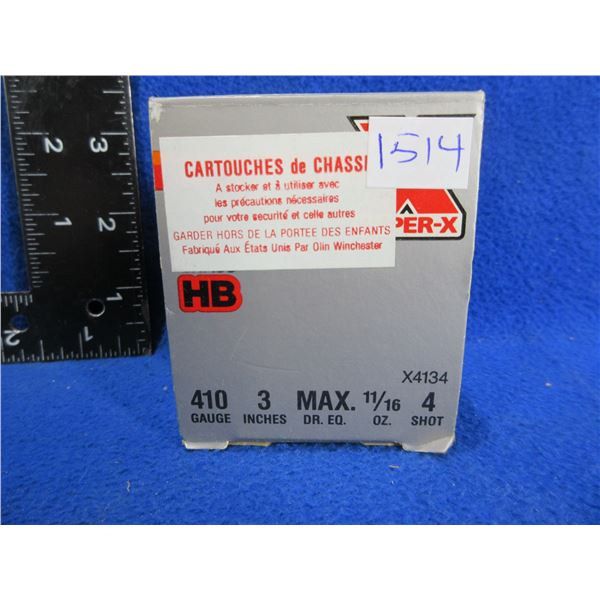 1514
CARTOUCHES de CHASSE
A stocker et à utiliser avec
les précautions nécessaires
pour votre securité et celle autres
GARDER HORS DE LA PORTEE DES ENFANTS
Fabriqué Aux États Unis Par Olin Winchester
PER-X
HB
X4134
410 3 MAX. 11/16 4
GAUGE INCHES DR. EQ. OZ. SHOT
3
2
1
1
2